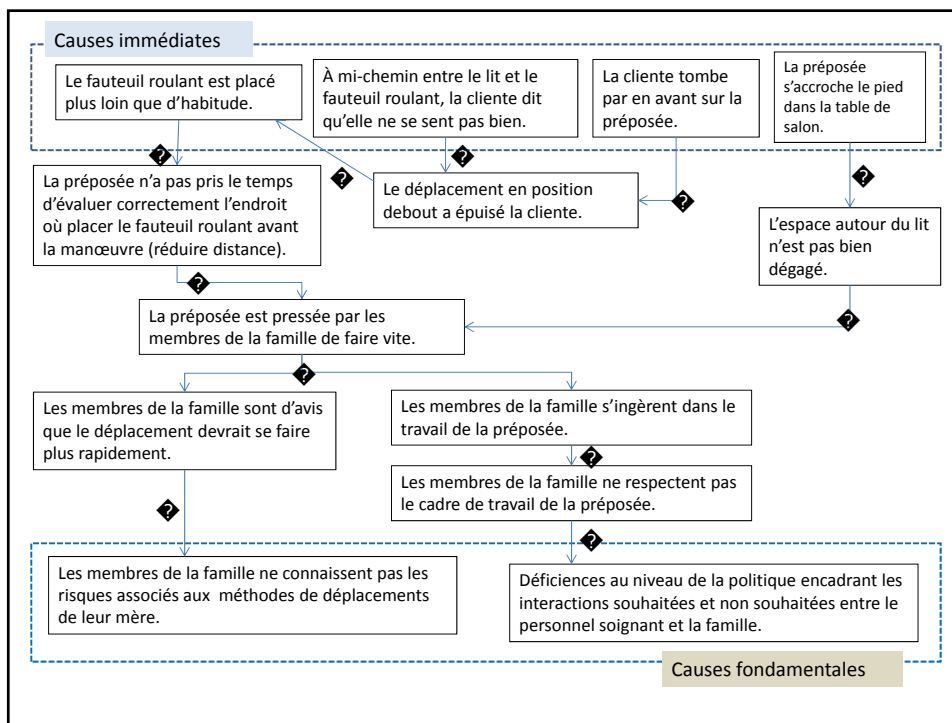 Causes immédiates
Le fauteuil roulant est placé
plus loin que d'habitude.
À mi-chemin entre le lit et le
fauteuil roulant, la cliente dit
qu'elle ne se sent pas bien.
La cliente tombe
par en avant sur la
préposée.
La préposée
s'accroche le pied
dans la table de
salon.
�
�
�
�
�
La préposée n'a pas pris le temps
d'évaluer correctement l'endroit
où placer le fauteuil roulant avant
la manœuvre (réduire distance).
Le déplacement en position
debout a épuisé la cliente.
L'espace autour du lit
n'est pas bien
dégagé.
�
�
La préposée est pressée par les
membres de la famille de faire vite.
�
Les membres de la famille sont d'avis
que le déplacement devrait se faire
plus rapidement.
Les membres de la famille s'ingèrent dans le
travail de la préposée.
�
Les membres de la famille ne respectent pas
le cadre de travail de la préposée.
�
�
Les membres de la famille ne connaissent pas les
risques associés aux méthodes de déplacements
de leur mère.
Déficiences au niveau de la politique encadrant les
interactions souhaitées et non souhaitées entre le
personnel soignant et la famille.
Causes fondamentales